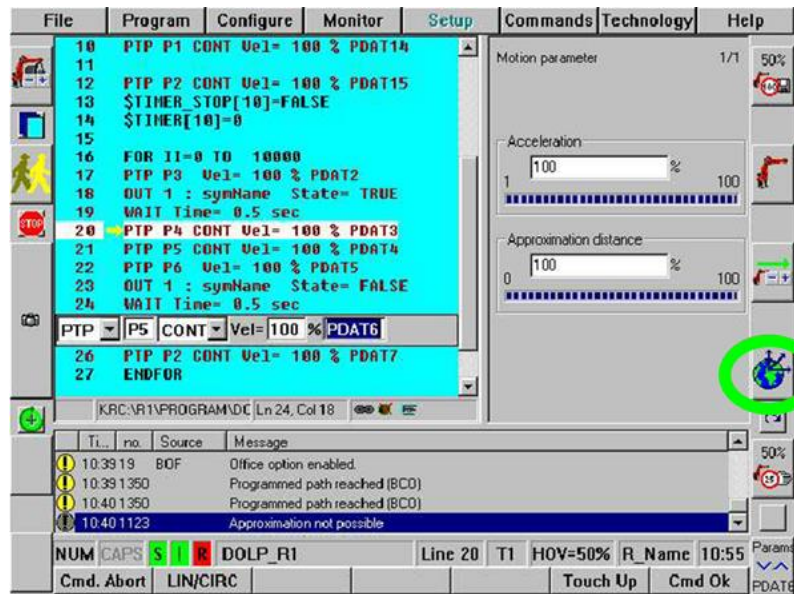 File Program Configure Monitor Setup Commands Technology Help
10 PTP P1 CONT Vel= 100 % PDAT14
11
12 PTP P2 CONT Vel= 100 % PDAT15
13 $TIMER_STOP[10]=FALSE
14 $TIMER[10]=0
15
16 FOR II=0 TO 10000
17 PTP P3 Vel= 100 % PDAT2
18 OUT 1 : symName State= TRUE
19 WAIT Time= 0.5 sec
20 PTP P4 CONT Vel= 100 % PDAT3
21 PTP P5 CONT Vel= 100 % PDAT4
22 PTP P6 Vel= 100 % PDAT5
23 OUT 1 : symName State= FALSE
24 WAIT Time= 0.5 sec
PTP P5 CONT Vel= 100 % PDAT6
26 PTP P2 CONT Vel= 100 % PDAT7
27 ENDFOR
KRC:\R1\PROGRAM\DC Ln 24, Col 18
Motion parameter 1/1
Acceleration
100 %
1 100
Approximation distance
100 %
0 100
STOP
50%
50%
Ti... no. Source Message
10:39 19 BOF Office option enabled.
10:39 1350 Programmed path reached (BCO)
10:40 1350 Programmed path reached (BCO)
10:40 1123 Approximation not possible
NUM CAPS S I R DOLP_R1 Line 20 T1 HOV=50% R_Name 10:55
Cmd. Abort LIN/CIRC Touch Up Cmd Ok
Params
PDAT6